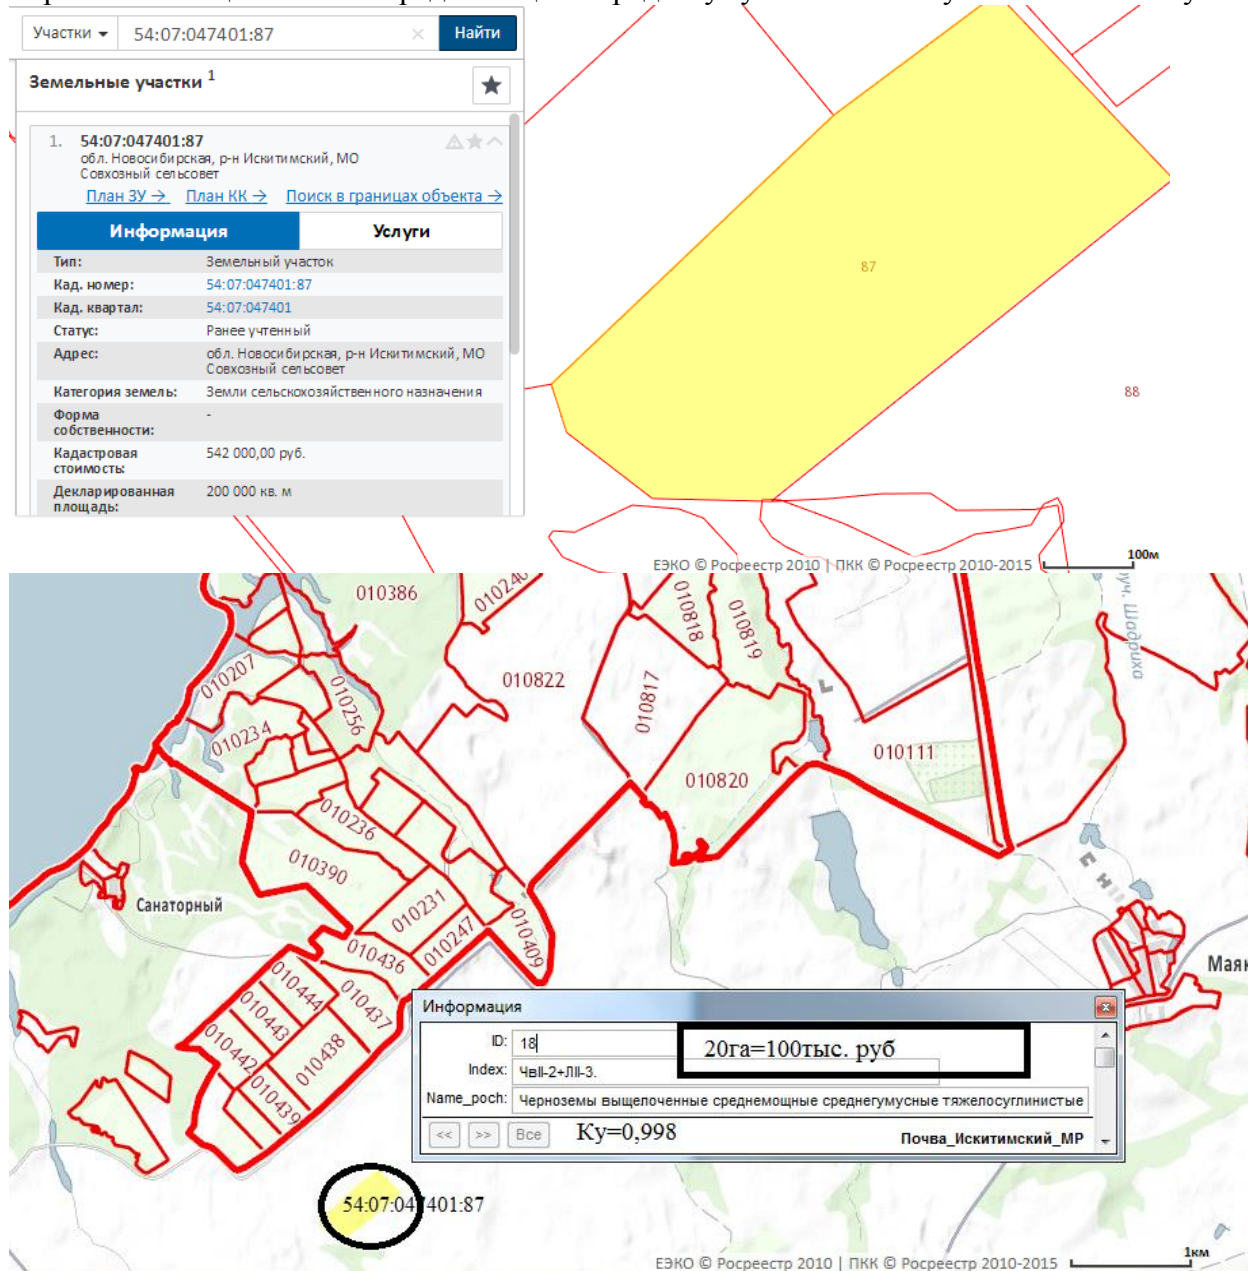 Участки
54:07:047401:87
×
Найти
Земельные участки 1
1. 54:07:047401:87
обл. Новосибирская, р-н Искитимский, МО
Совхозный сельсовет
План ЗУ → План КК → Поиск в границах объекта →
Информация
Услуги
Тип: Земельный участок
Кад. номер: 54:07:047401:87
Кад. квартал: 54:07:047401
Статус: Ранее учтенный
Адрес: обл. Новосибирская, р-н Искитимский, МО
Совхозный сельсовет
Категория земель: Земли сельскохозяйственного назначения
Форма
собственности: -
Кадастровая
стоимость: 542 000,00 руб.
Декларированная
площадь: 200 000 кв. м
87
88
ЕЭКО © Росреестр 2010 | ПКК © Росреестр 2010-2015
100м
010386
010240
010818
010819
руч. Шадриха
010207
010256
010822
010817
010234
010111
010820
010236
010390
Санаторный
010231
010247
010409
010436
010444
010437
010443
010442
010438
010439
Маяк
Информация
ID: 18
20га=100тыс. руб
Index: ЧвII-2+ЛII-3.
Name_poch: Черноземы выщелоченные среднемощные среднегумусные тяжелосуглинистые
<< >> Все
Ку=0,998
Почва_Искитимский_МР
54:07:047401:87
ЕЭКО © Росреестр 2010 | ПКК © Росреестр 2010-2015
1км